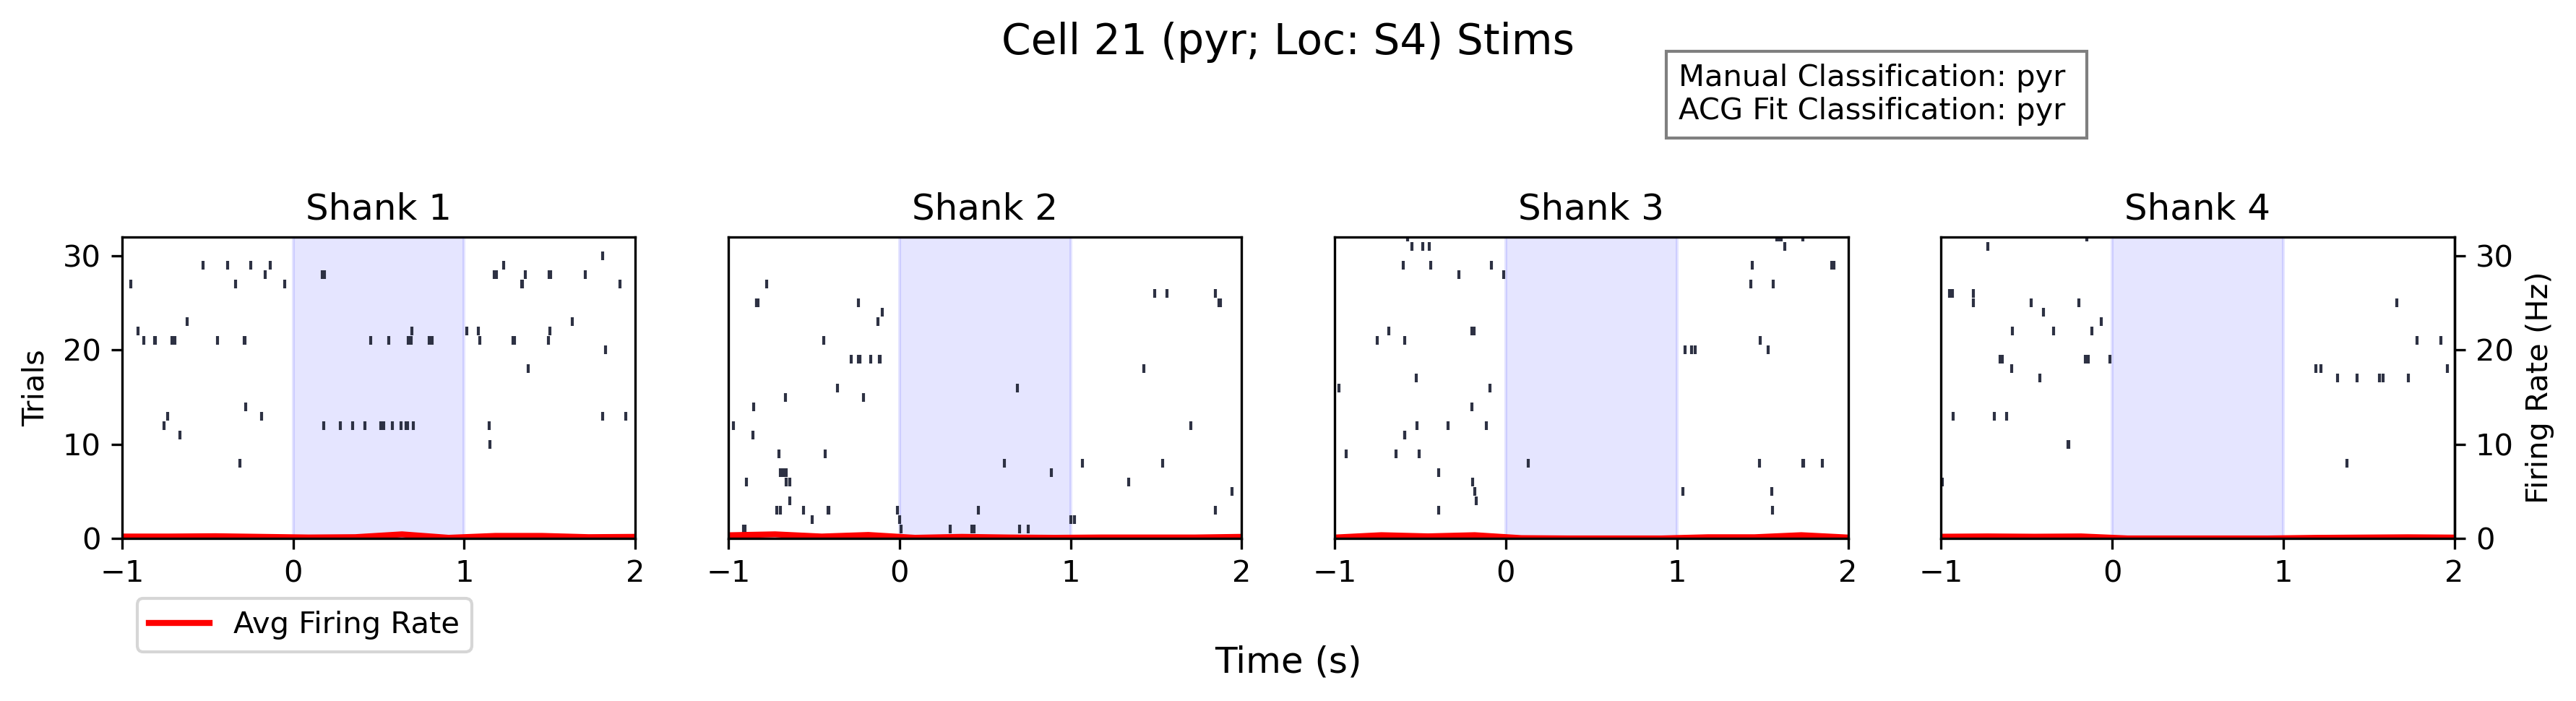 Cell 21 (pyr; Loc: S4) Stims
Manual Classification: pyr
ACG Fit Classification: pyr
Shank 1
Shank 2
Shank 3
Shank 4
Trials
30
20
10
0
−1 0 1 2
−1 0 1 2
−1 0 1 2
−1 0 1 2
30
20
10
0
Firing Rate (Hz)
Avg Firing Rate
Time (s)